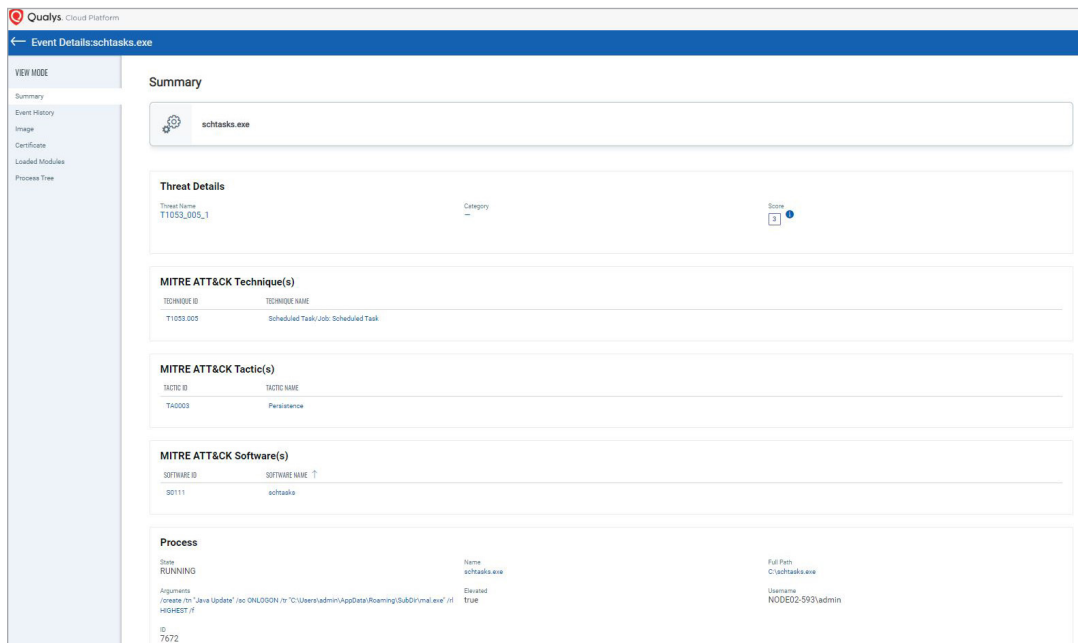 Qualys. Cloud Platform
← Event Details:schtasks.exe
VIEW MODE
Summary
Event History
Image
Certificate
Loaded Modules
Process Tree
Summary
schtasks.exe
Threat Details
Threat Name
T1053_005_1
Category
—
Score
3
MITRE ATT&CK Technique(s)
TECHNIQUE ID TECHNIQUE NAME
T1053.005 Scheduled Task/Job: Scheduled Task
MITRE ATT&CK Tactic(s)
TACTIC ID TACTIC NAME
TA0003 Persistence
MITRE ATT&CK Software(s)
SOFTWARE ID SOFTWARE NAME ↑
S0111 schtasks
Process
State
RUNNING
Name
schtasks.exe
Full Path
C:\schtasks.exe
Arguments
/create /tn "Java Update" /sc ONLOGON /tr "C:\Users\admin\AppData\Roaming\SubDir\mal.exe" /rl
HIGHEST /f
Elevated
true
Username
NODE02-593\admin
ID
7672